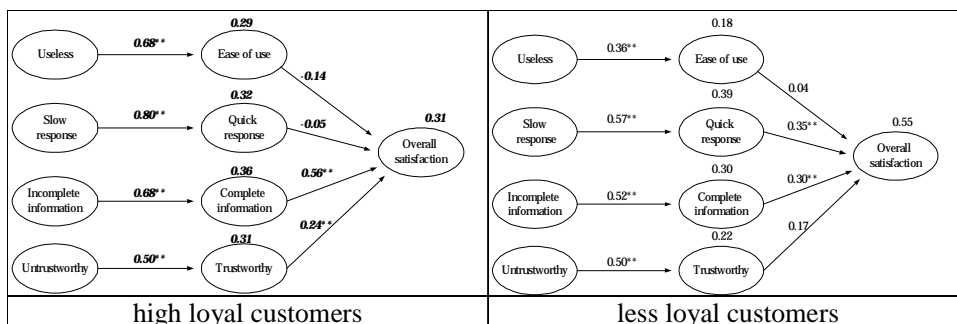 0.29
Useless
0.68**
Ease of use
-0.14
0.32
Slow
response
0.80**
Quick
response
-0.05
0.31
Overall
satisfaction
0.36
Incomplete
information
0.68**
Complete
information
0.56**
0.24**
0.31
Untrustworthy
0.50**
Trustworthy
high loyal customers
0.18
Useless
0.36**
Ease of use
0.04
0.39
Slow
response
0.57**
Quick
response
0.35**
0.55
Overall
satisfaction
0.30
Incomplete
information
0.52**
Complete
information
0.30**
0.17
0.22
Untrustworthy
0.50**
Trustworthy
less loyal customers